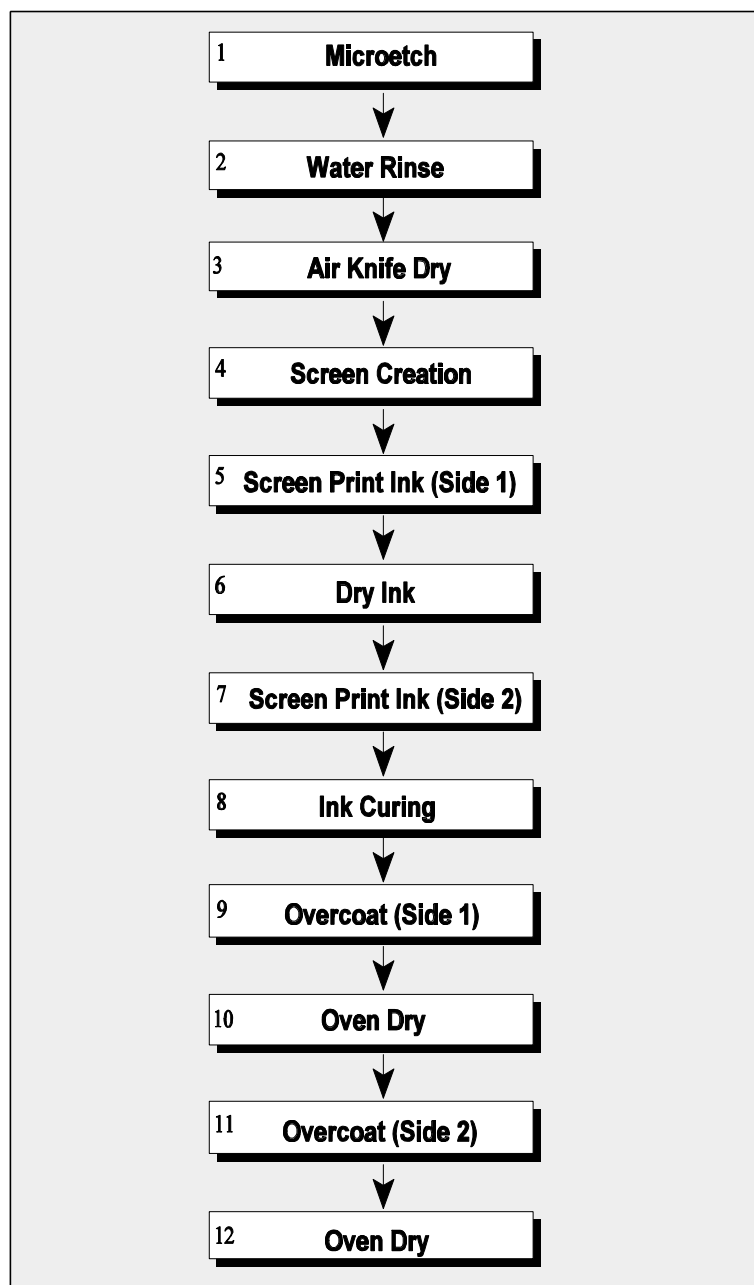 1 Microetch
2 Water Rinse
3 Air Knife Dry
4 Screen Creation
5 Screen Print Ink (Side 1)
6 Dry Ink
7 Screen Print Ink (Side 2)
8 Ink Curing
9 Overcoat (Side 1)
10 Oven Dry
11 Overcoat (Side 2)
12 Oven Dry